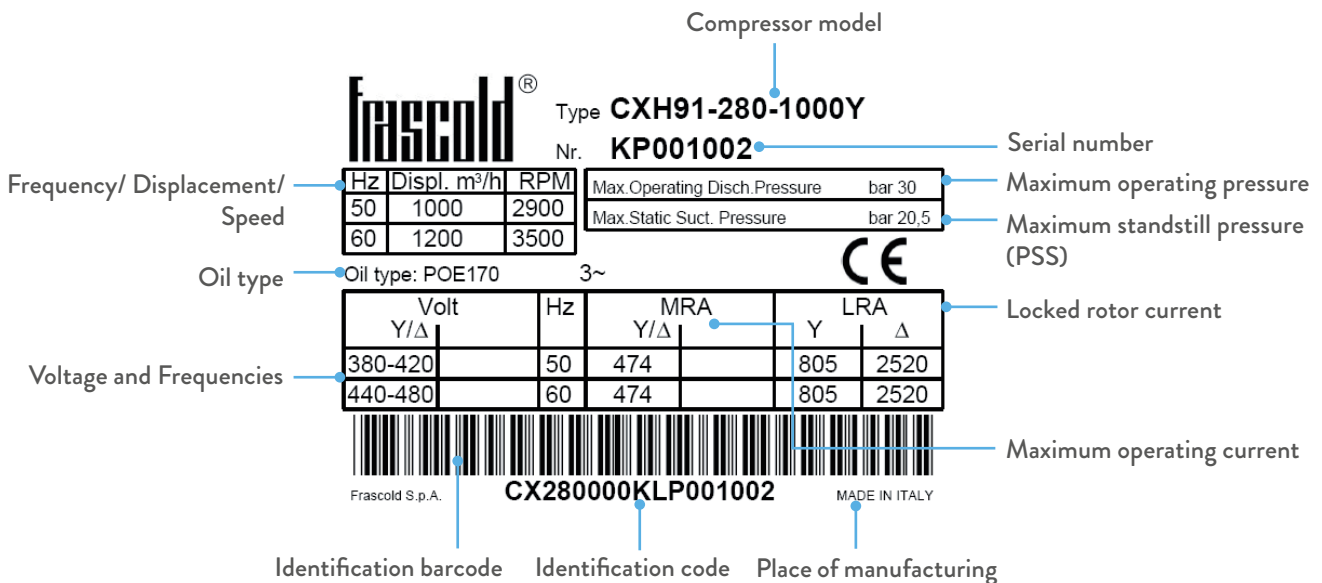 Compressor model
frascold®
Type CXH91-280-1000Y
Nr. KP001002
Serial number
Frequency/ Displacement/
Speed
Hz Displ. m³/h RPM
50 1000 2900
60 1200 3500
Max.Operating Disch.Pressure bar 30
Max.Static Suct. Pressure bar 20,5
Maximum operating pressure
Maximum standstill pressure
(PSS)
Oil type
Oil type: POE170 3~ CE
Volt Hz MRA LRA
Y/Δ Y/Δ Y Δ
380-420 50 474 805 2520
440-480 60 474 805 2520
Locked rotor current
Voltage and Frequencies
Maximum operating current
Frascold S.p.A. CX280000KLP001002 MADE IN ITALY
Identification barcode Identification code Place of manufacturing